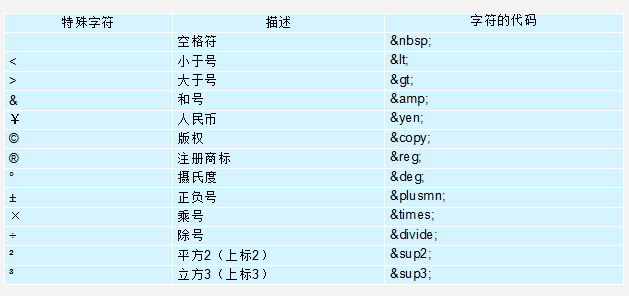 特殊字符 描述 字符的代码
空格符 &nbsp;
< 小于号 &lt;
> 大于号 &gt;
& 和号 &amp;
¥ 人民币 &yen;
© 版权 &copy;
® 注册商标 &reg;
° 摄氏度 &deg;
± 正负号 &plusmn;
× 乘号 &times;
÷ 除号 &divide;
² 平方2（上标2） &sup2;
³ 立方3（上标3） &sup3;